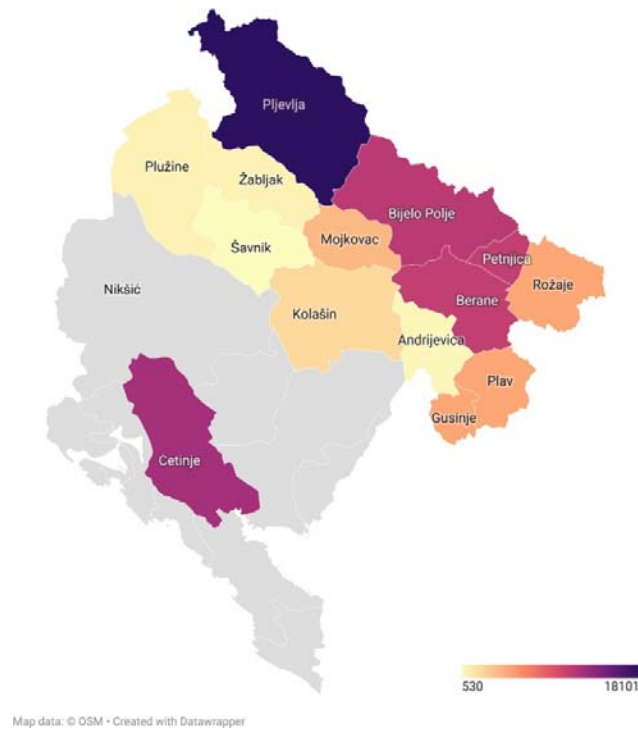 Pljevlja
Plužine
Žabljak
Bijelo Polje
Mojkovac
Šavnik
Petnjica
Rožaje
Nikšić
Kolašin
Berane
Andrijevica
Plav
Gusinje
Cetinje
530
18101
Map data: © OSM • Created with Datawrapper